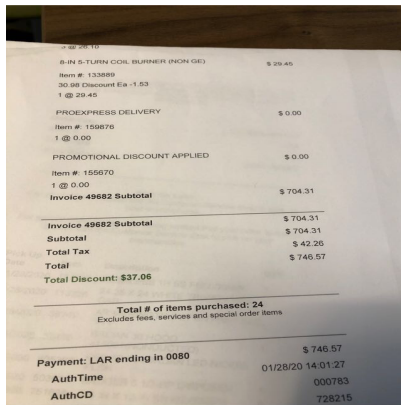 @ 26.10
8-IN 5-TURN COIL BURNER (NON GE) $ 29.45
Item #: 133889
30.98 Discount Ea -1.53
1 @ 29.45
PROEXPRESS DELIVERY $ 0.00
Item #: 159876
1 @ 0.00
PROMOTIONAL DISCOUNT APPLIED $ 0.00
Item #: 155670
1 @ 0.00
Invoice 49682 Subtotal $ 704.31
Invoice 49682 Subtotal $ 704.31
Subtotal $ 704.31
Total Tax $ 42.26
Total $ 746.57
Total Discount: $37.06
Total # of items purchased: 24
Excludes fees, services and special order items
Payment: LAR ending in 0080 $ 746.57
AuthTime 01/28/20 14:01:27
AuthCD 000783
728215